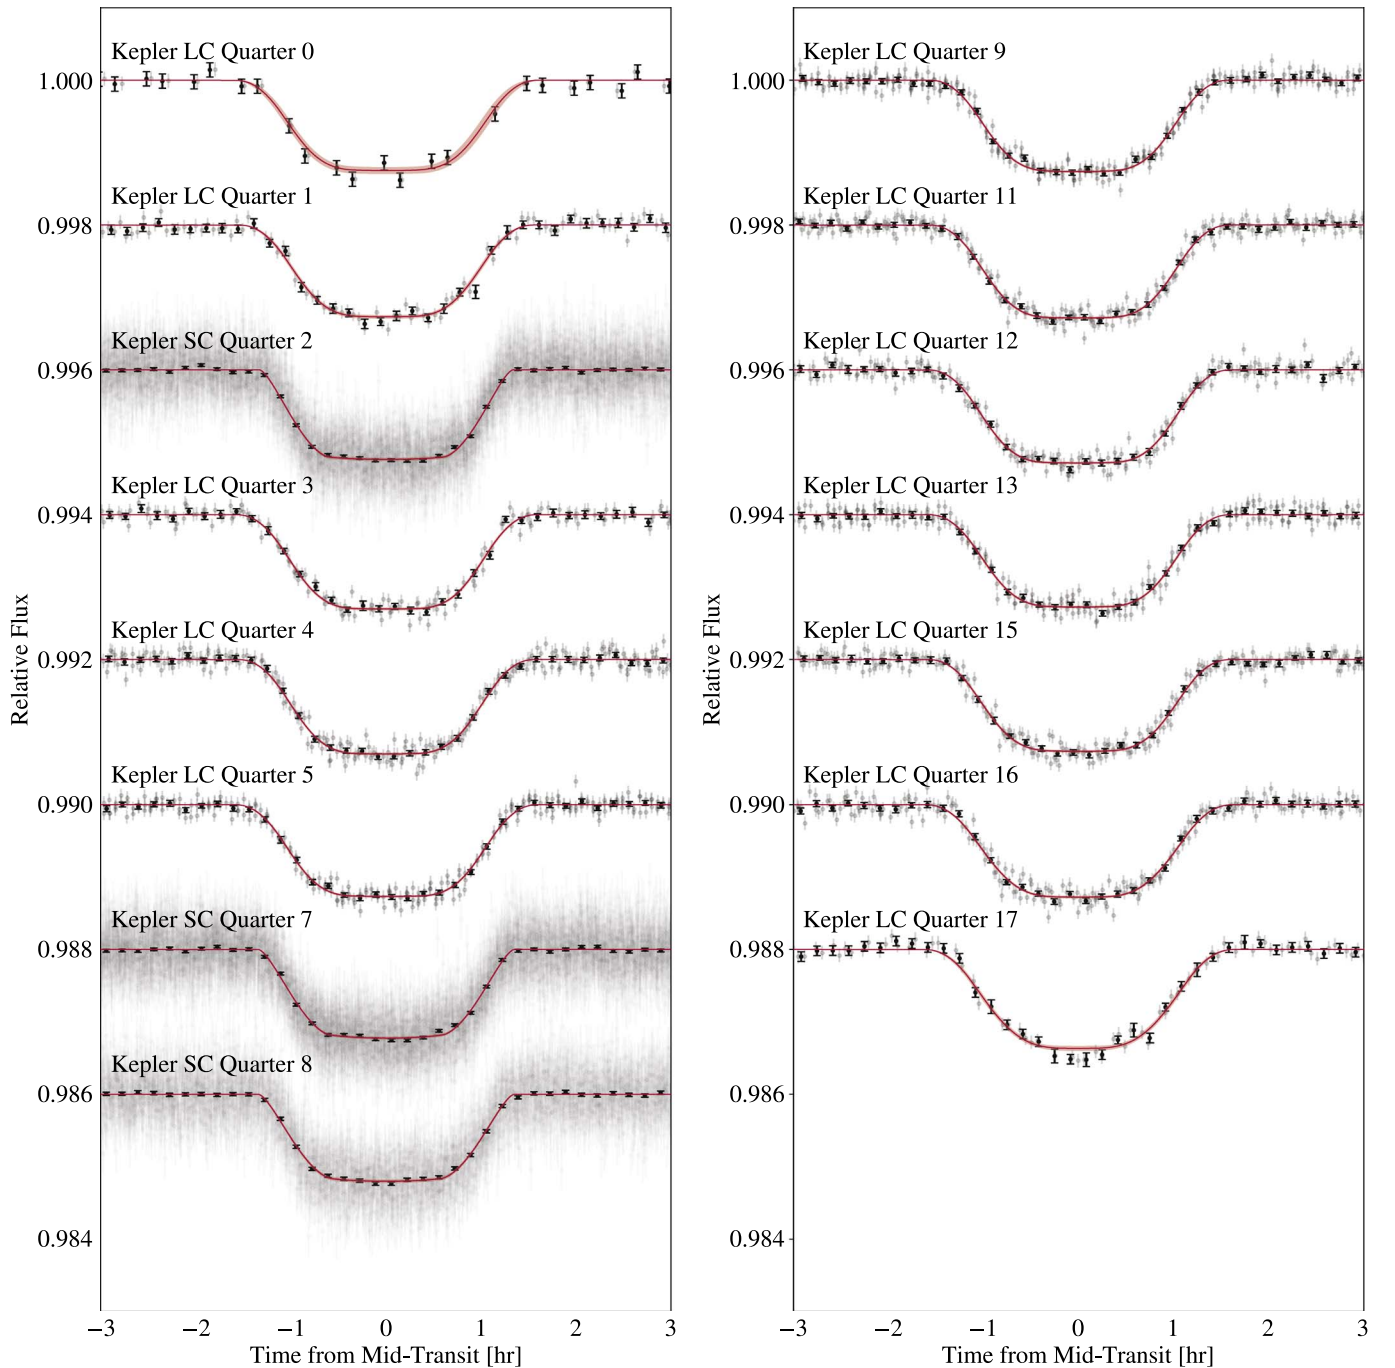 Kepler LC Quarter 0
1.000
Kepler LC Quarter 1
0.998
Kepler SC Quarter 2
0.996
Kepler LC Quarter 3
0.994
Kepler LC Quarter 4
0.992
Kepler LC Quarter 5
0.990
Kepler SC Quarter 7
0.988
Kepler SC Quarter 8
0.986
0.984
Relative Flux
−3 −2 −1 0 1 2 3
Time from Mid-Transit [hr]
Kepler LC Quarter 9
1.000
Kepler LC Quarter 11
0.998
Kepler LC Quarter 12
0.996
Kepler LC Quarter 13
0.994
Kepler LC Quarter 15
0.992
Kepler LC Quarter 16
0.990
Kepler LC Quarter 17
0.988
0.986
0.984
Relative Flux
−3 −2 −1 0 1 2 3
Time from Mid-Transit [hr]